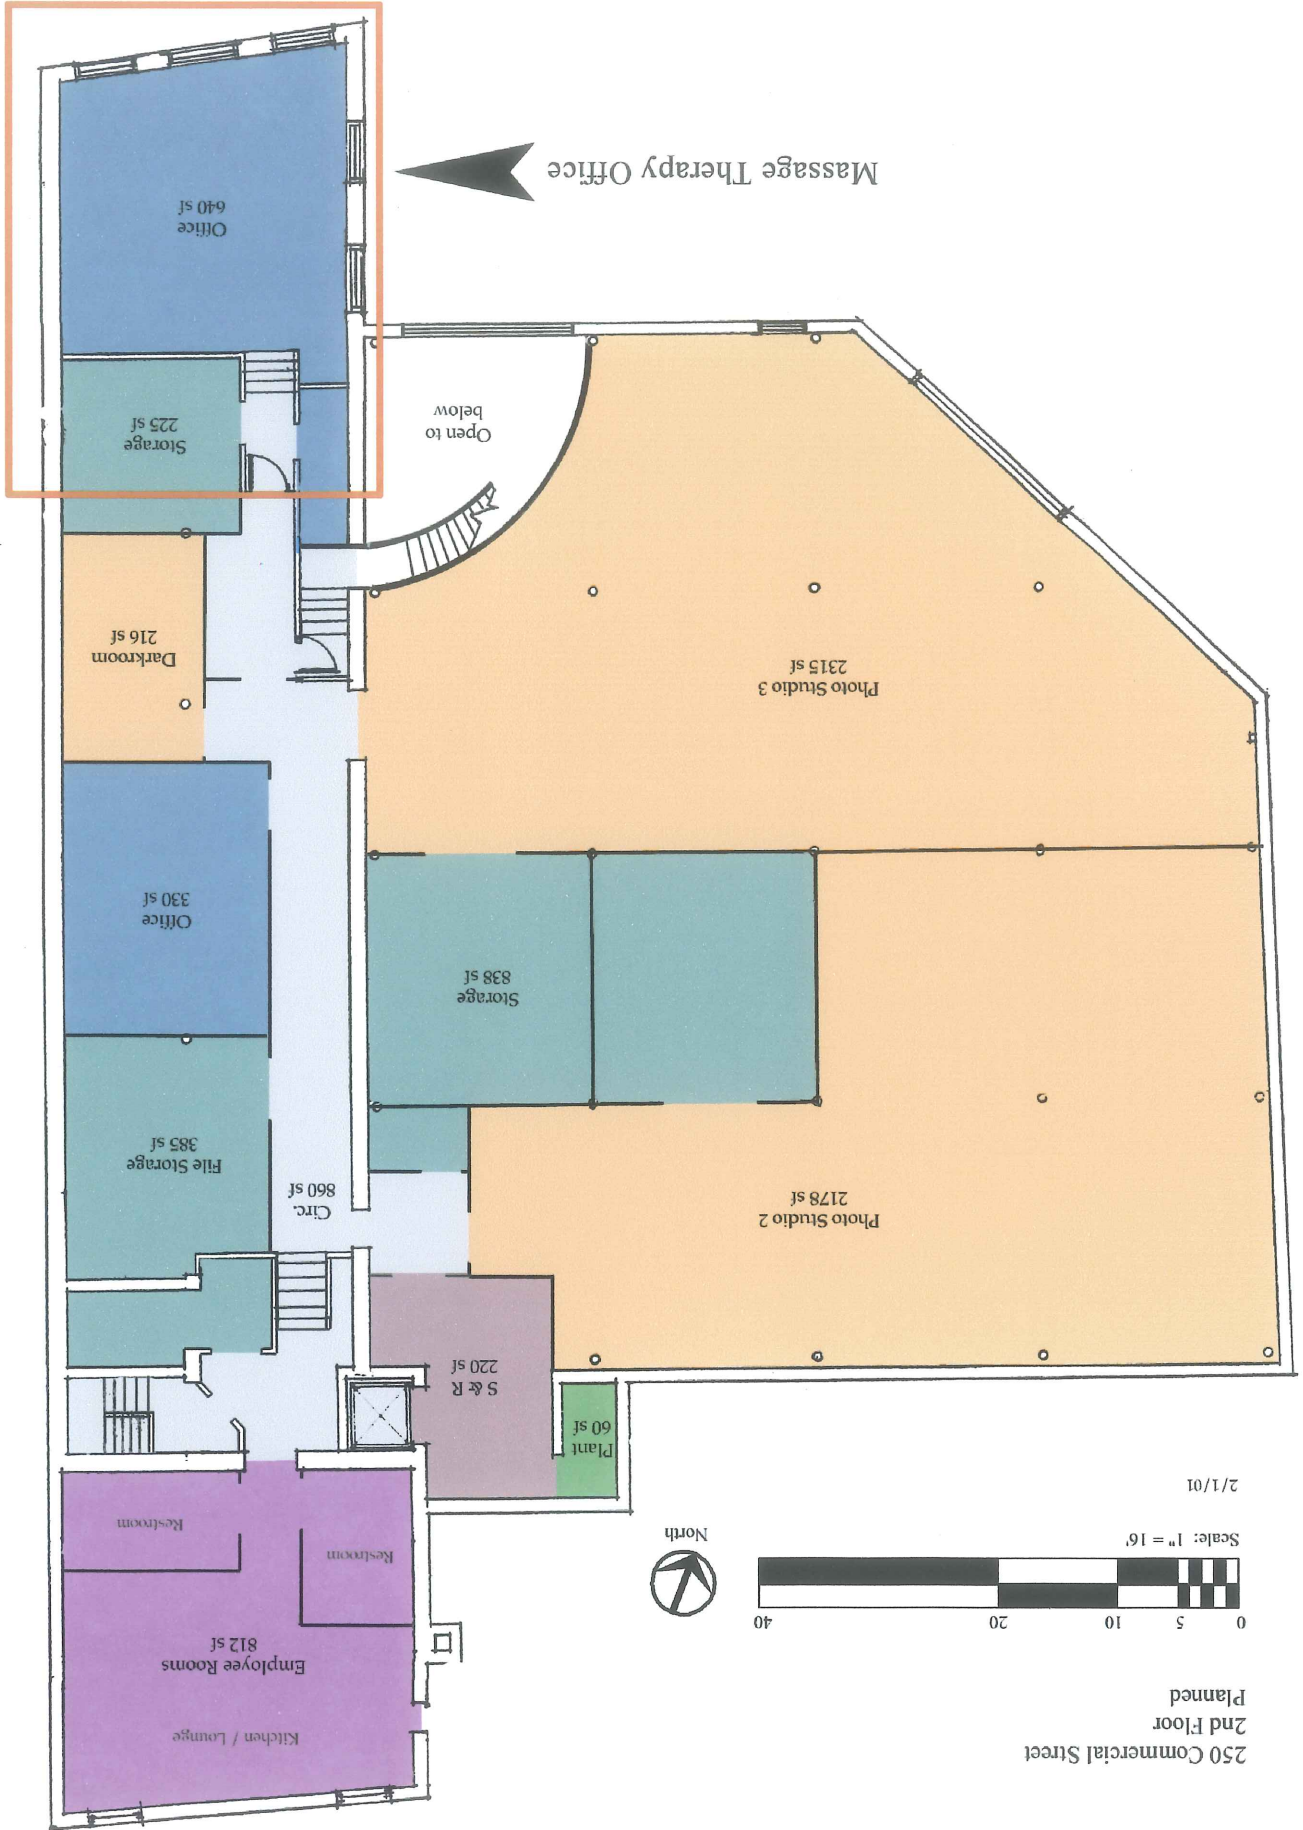 250 Commercial Street
2nd Floor
Planned
0 5 10 20 40
Scale: 1" = 16'
North
2/1/01
Kitchen / Lounge
Employee Rooms
812 sf
Restroom
Restroom
Plant
60 sf
S & R
220 sf
Photo Studio 2
2178 sf
Circ.
860 sf
File Storage
385 sf
Storage
838 sf
Office
330 sf
Photo Studio 3
2315 sf
Darkroom
216 sf
Open to
below
Storage
225 sf
Office
640 sf
Massage Therapy Office